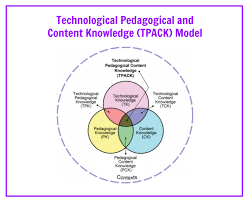 Technological Pedagogical and
Content Knowledge (TPACK) Model
Technological
Pedagogical Content
Knowledge
(TPACK)
Technological
Pedagogical
Knowledge
(TPK)
Technological
Knowledge
(TK)
Technological
Content
Knowledge
(TCK)
Pedagogical
Knowledge
(PK)
Content
Knowledge
(CK)
Pedagogical
Content
Knowledge
(PCK)
Contexts